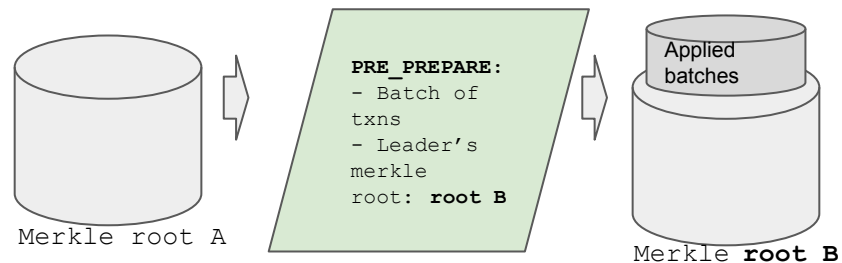 Merkle root A
PRE_PREPARE:
- Batch of
txns
- Leader’s
merkle
root: root B
Applied
batches
Merkle root B